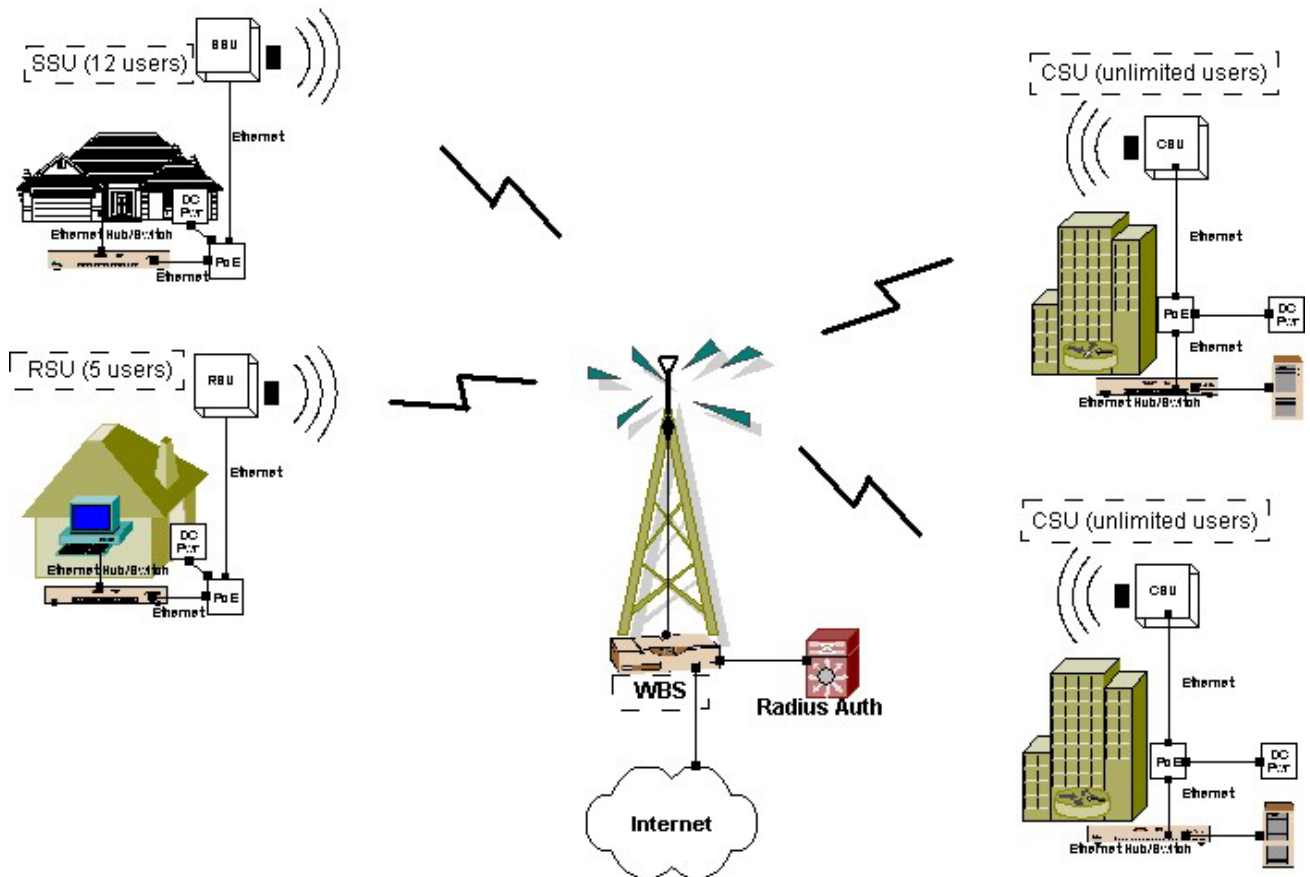 SSU
SSU (12 users)
Ethernet
DC
Pwr
Ethernet Hub/Switch
PoE
Ethernet
RSU (5 users)
RSU
Ethernet
DC
Pwr
Ethernet Hub/Switch
PoE
Ethernet
WBS
Radius Auth
Internet
CSU (unlimited users)
CSU
Ethernet
PoE
DC
Pwr
Ethernet
Ethernet Hub/Switch
CSU (unlimited users)
CSU
Ethernet
PoE
DC
Pwr
Ethernet
Ethernet Hub/Switch